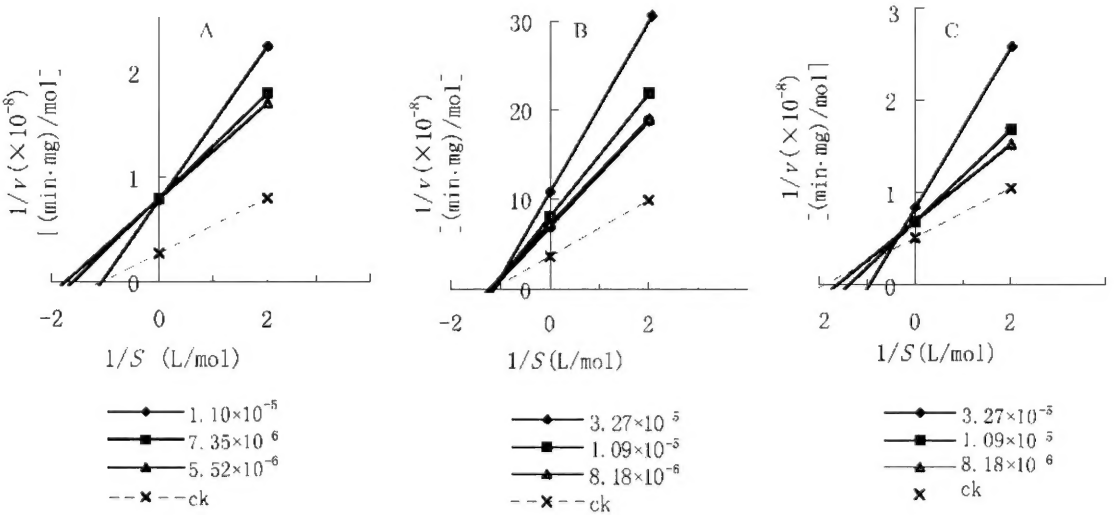 A
2
1
0
-2
0
2
1/v(×10⁻⁸)
[(min·mg)/mol]
1/S (L/mol)
1.10×10⁻⁵
7.35×10 ⁶
5.52×10⁻⁶
ck
B
30
20
10
0
-2
0
2
1/v(×10⁻⁸)
[(min·mg)/mol]
1/S(L/mol)
3.27×10 ⁵
1.09×10⁻⁵
8.18×10⁻⁶
ck
C
3
2
1
0
2
0
2
1/v(×10⁻⁸)
[(min·mg)/mol]
1/S(L/mol)
3.27×10⁻⁵
1.09×10 ⁵
8.18×10 ⁶
ck